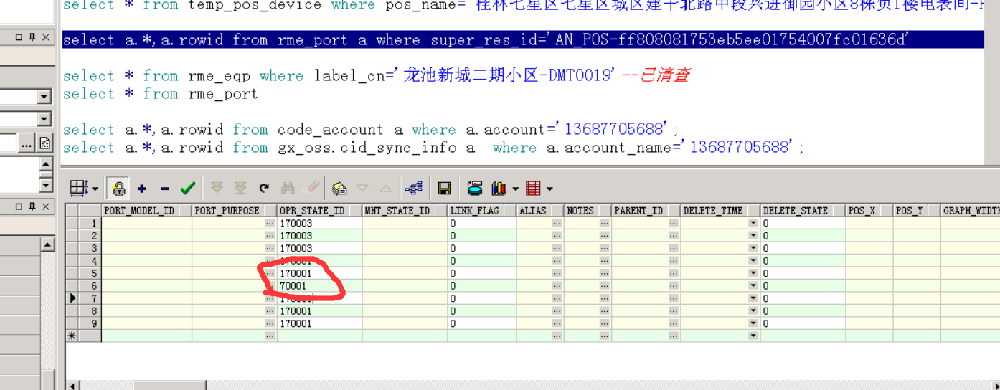 select * from temp_pos_device where pos_name='桂林七星区七星区城区建干北路中段兴进御园小区8栋负1楼电表间-P
select a.*,a.rowid from rme_port a where super_res_id='AN_POS-ff808081753eb5ee01754007fc01636d'
select * from rme_eqp where label_cn='龙池新城二期小区-DMT0019' --已清查
select * from rme_port
select a.*,a.rowid from code_account a where a.account='13687705688';
select a.*,a.rowid from gx_oss.cid_sync_info a  where a.account_name='13687705688';
PORT_MODEL_ID PORT_PURPOSE OPR_STATE_ID MNT_STATE_ID LINK_FLAG ALIAS NOTES PARENT_ID DELETE_TIME DELETE_STATE POS_X POS_Y GRAPH_WIDTH
1 ... 170003 0 ... ... ... 0
2 ... 170003 0 ... ... ... 0
3 ... 170003 0 ... ... ... 0
4 ... 170001 0 ... ... ... 0
5 ... 170001 0 ... ... ... 0
6 70001 0 ... ... ... 0
7 ... 170001 0 ... ... ... 0
8 ... 170001 0 ... ... ... 0
9 ... 170001 0 ... ... ... 0
* ... ... ... ...